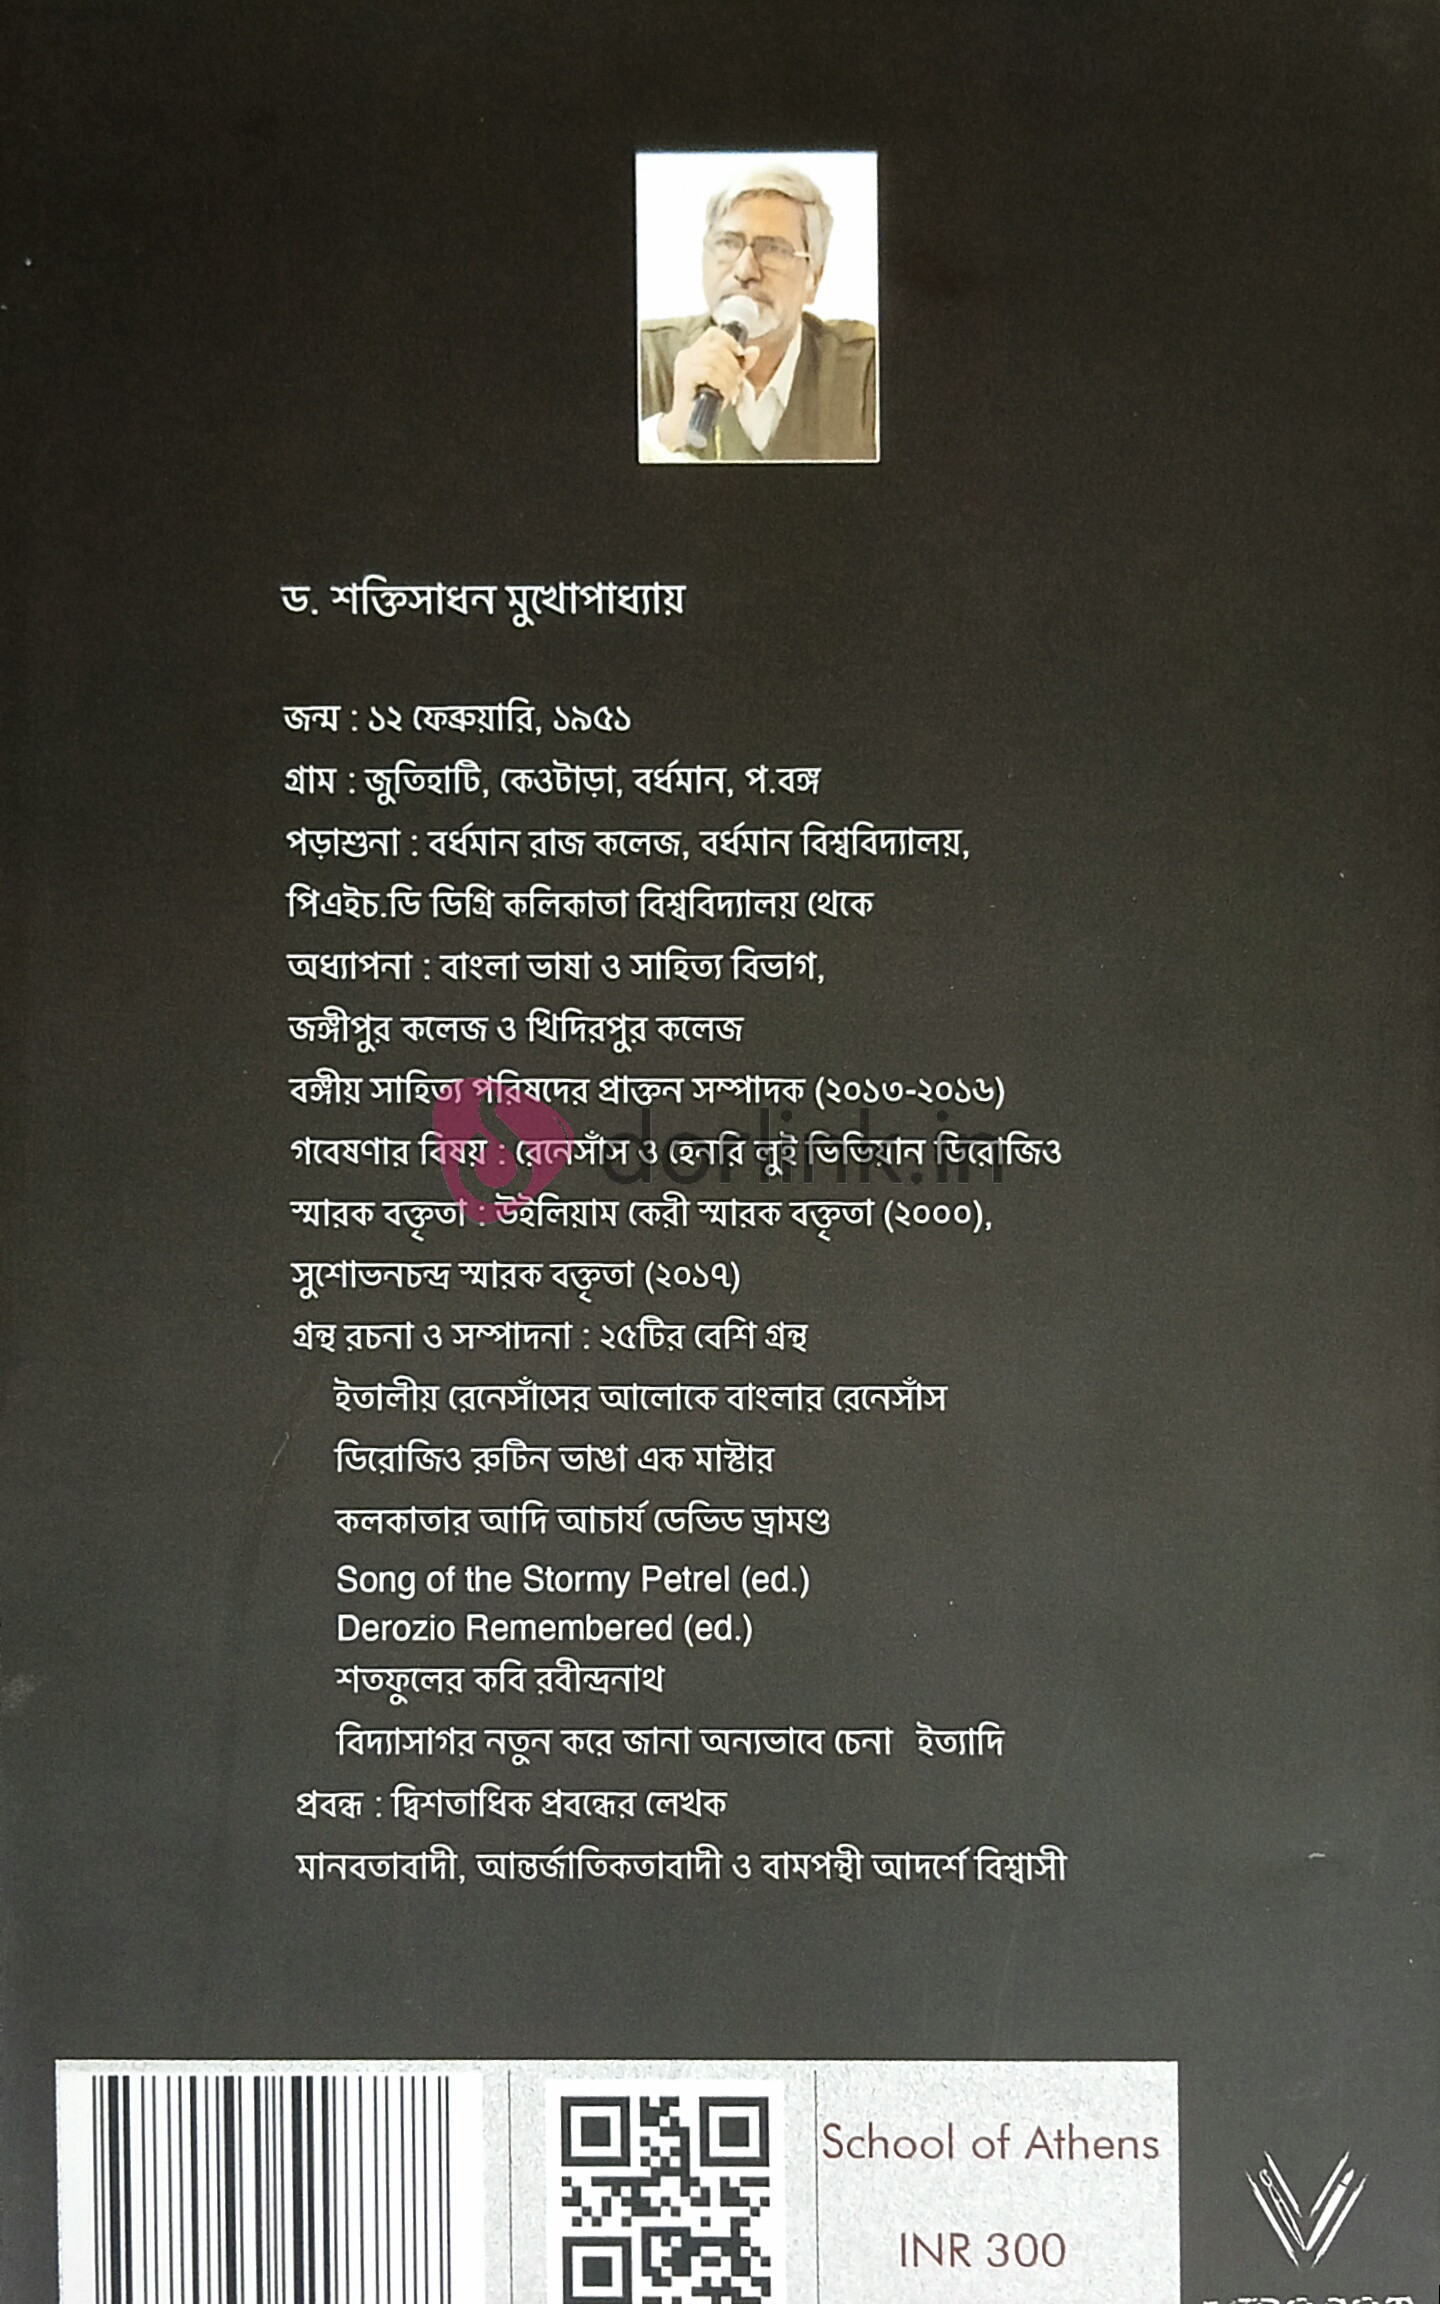 ড. শক্তিসাধন মুখোপাধ্যায়
জন্ম : ১২ ফেব্রুয়ারি, ১৯৫১
গ্রাম : জুতিহাটি, কেওটাড়া, বর্ধমান, প.বঙ্গ
পড়াশুনা : বর্ধমান রাজ কলেজ, বর্ধমান বিশ্ববিদ্যালয়,
পিএইচ.ডি ডিগ্রি কলিকাতা বিশ্ববিদ্যালয় থেকে
অধ্যাপনা : বাংলা ভাষা ও সাহিত্য বিভাগ,
জঙ্গীপুর কলেজ ও খিদিরপুর কলেজ
বঙ্গীয় সাহিত্য পরিষদের প্রাক্তন সম্পাদক (২০১৩-২০১৬)
গবেষণার বিষয় : রেনেসাঁস ও হেনরি লুই ভিভিয়ান ডিরোজিও
dorlink.in
স্মারক বক্তৃতা : উইলিয়াম কেরী স্মারক বক্তৃতা (২০০০),
সুশোভনচন্দ্র স্মারক বক্তৃতা (২০১৭)
গ্রন্থ রচনা ও সম্পাদনা : ২৫টির বেশি গ্রন্থ
ইতালীয় রেনেসাঁসের আলোকে বাংলার রেনেসাঁস
ডিরোজিও রুটিন ভাঙা এক মাস্টার
কলকাতার আদি আচার্য ডেভিড ড্রামণ্ড
Song of the Stormy Petrel (ed.)
Derozio Remembered (ed.)
শতফুলের কবি রবীন্দ্রনাথ
বিদ্যাসাগর নতুন করে জানা অন্যভাবে চেনা ইত্যাদি
প্রবন্ধ : দ্বিশতাধিক প্রবন্ধের লেখক
মানবতাবাদী, আন্তর্জাতিকতাবাদী ও বামপন্থী আদর্শে বিশ্বাসী
School of Athens
INR 300